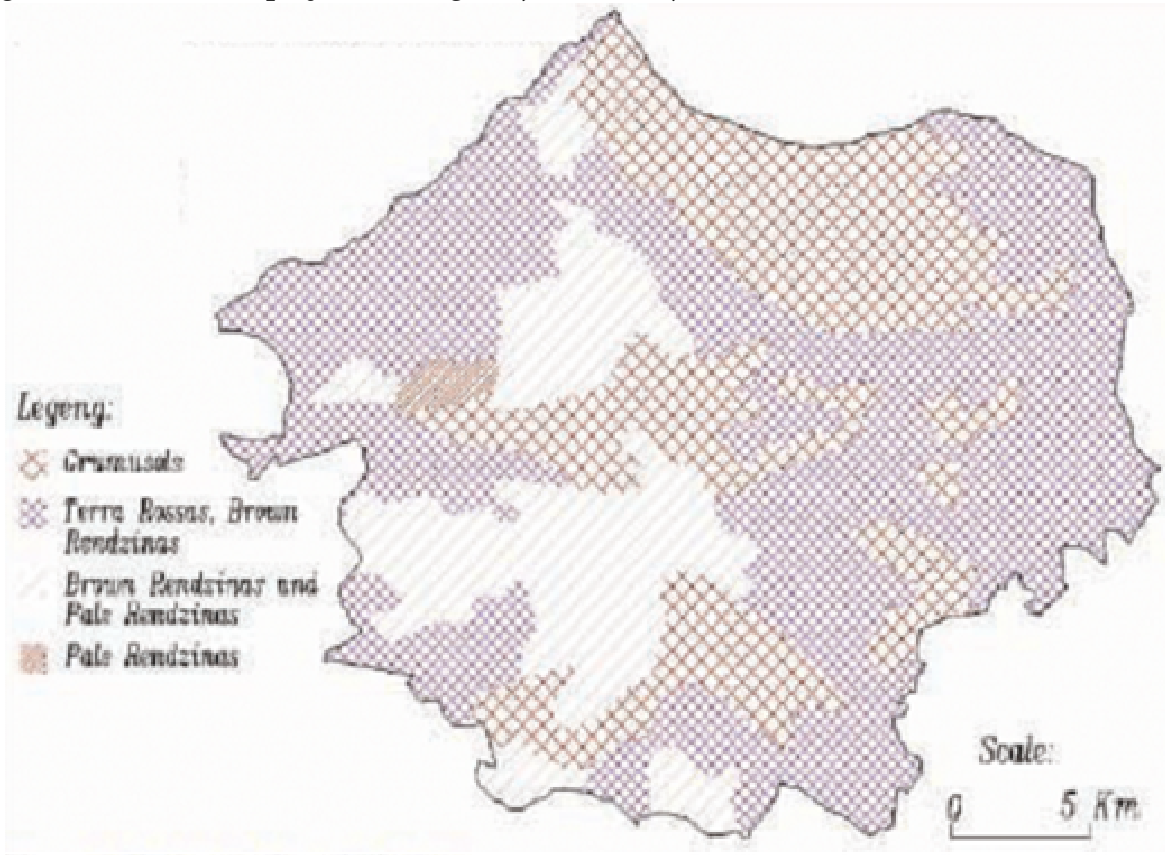 Legeng:
Grumusols
Terra Rossas, Brown
Rendzinas
Brown Rendzinas and
Pale Rendzinas
Pale Rendzinas
Scale:
0 5 Km